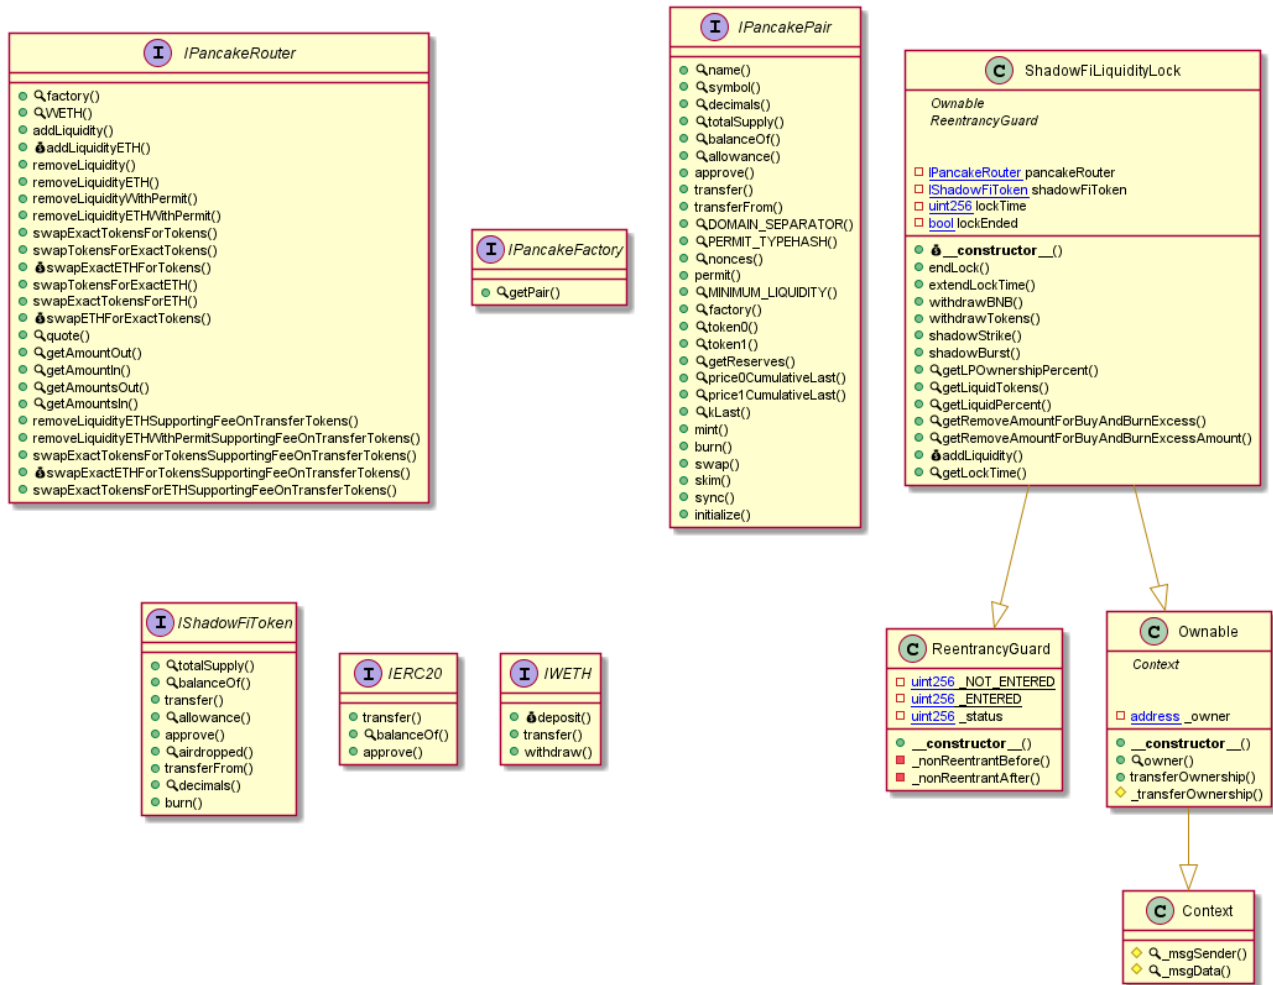 I IPancakeRouter
factory()
WETH()
addLiquidity()
addLiquidityETH()
removeLiquidity()
removeLiquidityETH()
removeLiquidityWithPermit()
removeLiquidityETHWithPermit()
swapExactTokensForTokens()
swapTokensForExactTokens()
swapExactETHForTokens()
swapTokensForExactETH()
swapExactTokensForETH()
swapETHForExactTokens()
quote()
getAmountOut()
getAmountIn()
getAmountsOut()
getAmountsIn()
removeLiquidityETHSupportingFeeOnTransferTokens()
removeLiquidityETHWithPermitSupportingFeeOnTransferTokens()
swapExactTokensForTokensSupportingFeeOnTransferTokens()
swapExactETHForTokensSupportingFeeOnTransferTokens()
swapExactTokensForETHSupportingFeeOnTransferTokens()
I IPancakeFactory
getPair()
I IPancakePair
name()
symbol()
decimals()
totalSupply()
balanceOf()
allowance()
approve()
transfer()
transferFrom()
DOMAIN_SEPARATOR()
PERMIT_TYPEHASH()
nonces()
permit()
MINIMUM_LIQUIDITY()
factory()
token0()
token1()
getReserves()
price0CumulativeLast()
price1CumulativeLast()
kLast()
mint()
burn()
swap()
skim()
sync()
initialize()
C ShadowFiLiquidityLock
Ownable
ReentrancyGuard
IPancakeRouter pancakeRouter
IShadowFiToken shadowFiToken
uint256 lockTime
bool lockEnded
__constructor__()
endLock()
extendLockTime()
withdrawBNB()
withdrawTokens()
shadowStrike()
shadowBurst()
getLPOwnershipPercent()
getLiquidTokens()
getLiquidPercent()
getRemoveAmountForBuyAndBurnExcess()
getRemoveAmountForBuyAndBurnExcessAmount()
addLiquidity()
getLockTime()
I IShadowFiToken
totalSupply()
balanceOf()
transfer()
allowance()
approve()
airdropped()
transferFrom()
decimals()
burn()
I IERC20
transfer()
balanceOf()
approve()
I IWETH
deposit()
transfer()
withdraw()
C ReentrancyGuard
uint256 _NOT_ENTERED
uint256 _ENTERED
uint256 _status
__constructor__()
_nonReentrantBefore()
_nonReentrantAfter()
C Ownable
Context
address _owner
__constructor__()
owner()
transferOwnership()
_transferOwnership()
C Context
_msgSender()
_msgData()